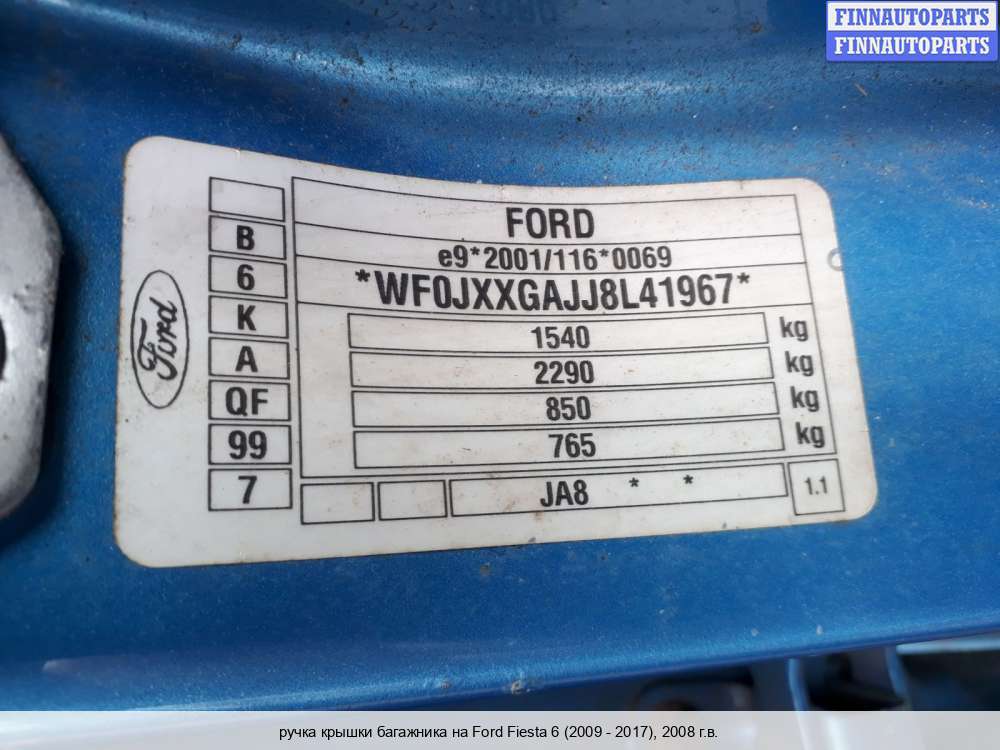 FINNAUTOPARTS
FINNAUTOPARTS
FORD
e9*2001/116*0069
*WF0JXXGAJJ8L41967*
1540 kg
2290 kg
850 kg
765 kg
JA8 * * 1.1
B
6
K
A
QF
99
7
Ford
ручка крышки багажника на Ford Fiesta 6 (2009 - 2017), 2008 г.в.